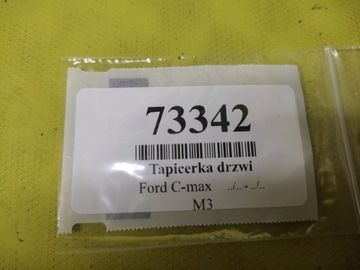 73342
Tapicerka drzwi
Ford C-max ../.. - ../..
M3